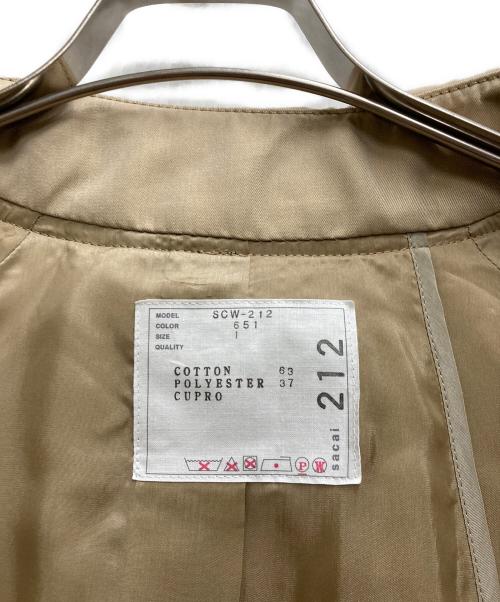 MODEL SCW-212
COLOR 651
SIZE 1
QUALITY
COTTON 63
POLYESTER 37
CUPRO
sacai 212
P W